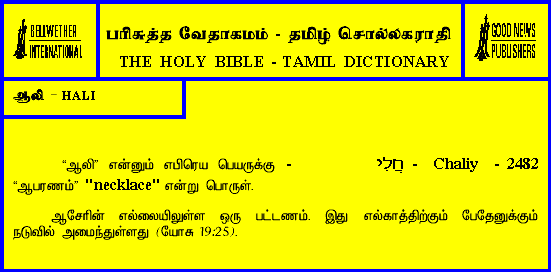 BELLWETHER
INTERNATIONAL
பரிசுத்த வேதாகமம் - தமிழ் சொல்லகராதி
THE HOLY BIBLE - TAMIL DICTIONARY
GOOD NEWS
PUBLISHERS
ஆலி - HALI
“ஆலி” என்னும் எபிரெய பெயருக்கு - חֲלִי - Chaliy - 2482
“ஆபரணம்” "necklace" என்று பொருள்.
ஆசேரின் எல்லையிலுள்ள ஒரு பட்டணம். இது எல்காத்திற்கும் பேதேனுக்கும்
நடுவில் அமைந்துள்ளது (யோசு 19:25).